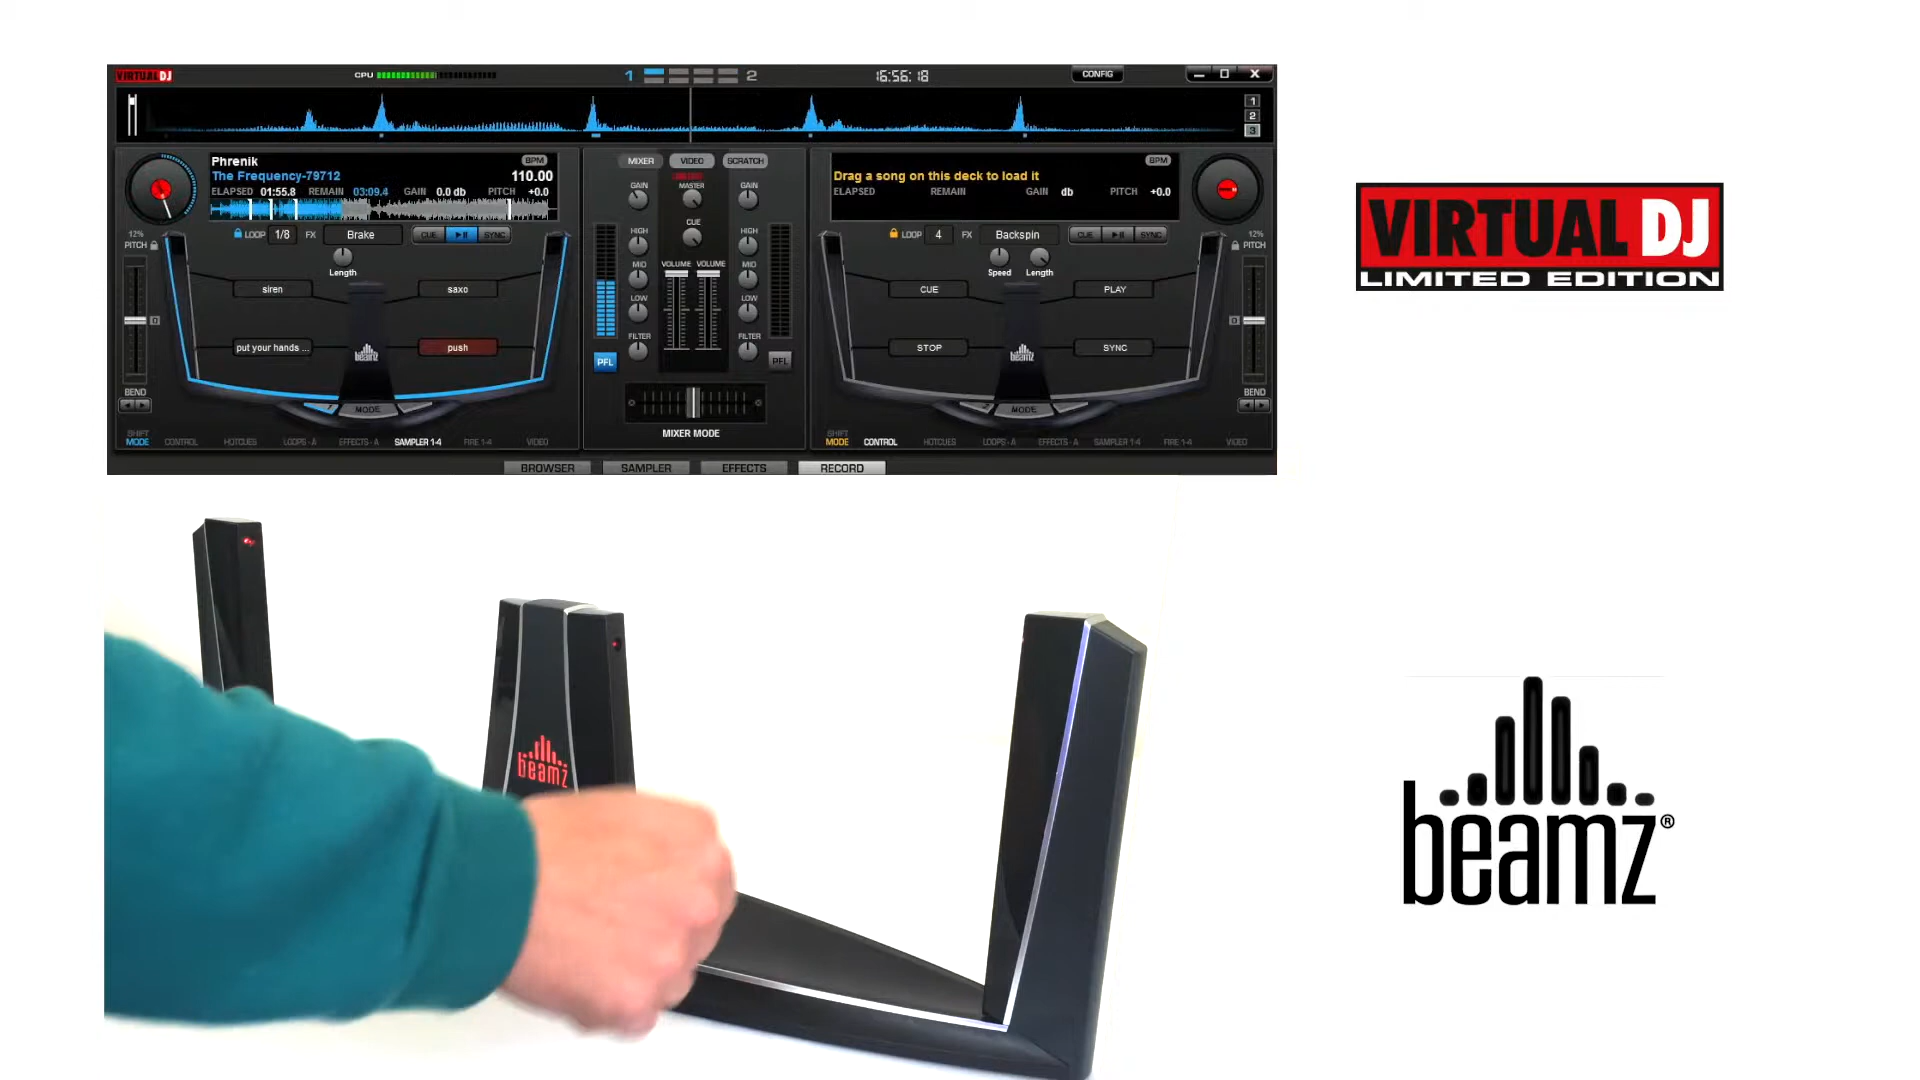 VIRTUAL DJ
CPU
1 2
16:56:18
CONFIG
1
2
3
Phrenik
BPM
The Frequency-79712
110.00
ELAPSED 01:55.8 REMAIN 03:09.4 GAIN 0.0 db PITCH +0.0
12%
PITCH
LOOP 1/8 FX Brake CUE SYNC
Length
siren
saxo
put your hands ...
push
beamz
BEND
MODE
SHIFT
MODE CONTROL HOTCUES LOOPS - A EFFECTS - A SAMPLER 1-4 FIRE 1-4 VIDEO
MIXER VIDEO SCRATCH
GAIN MASTER GAIN
CUE
HIGH HIGH
VOLUME VOLUME
MID MID
LOW LOW
FILTER FILTER
PFL PFL
MIXER MODE
BPM
Drag a song on this deck to load it
ELAPSED REMAIN GAIN db PITCH +0.0
LOOP 4 FX Backspin CUE SYNC
12%
PITCH
Speed Length
CUE
PLAY
STOP
SYNC
beamz
BEND
MODE
SHIFT
MODE CONTROL HOTCUES LOOPS - A EFFECTS - A SAMPLER 1-4 FIRE 1-4 VIDEO
BROWSER SAMPLER EFFECTS RECORD
VIRTUAL DJ
LIMITED EDITION
beamz
beamz®